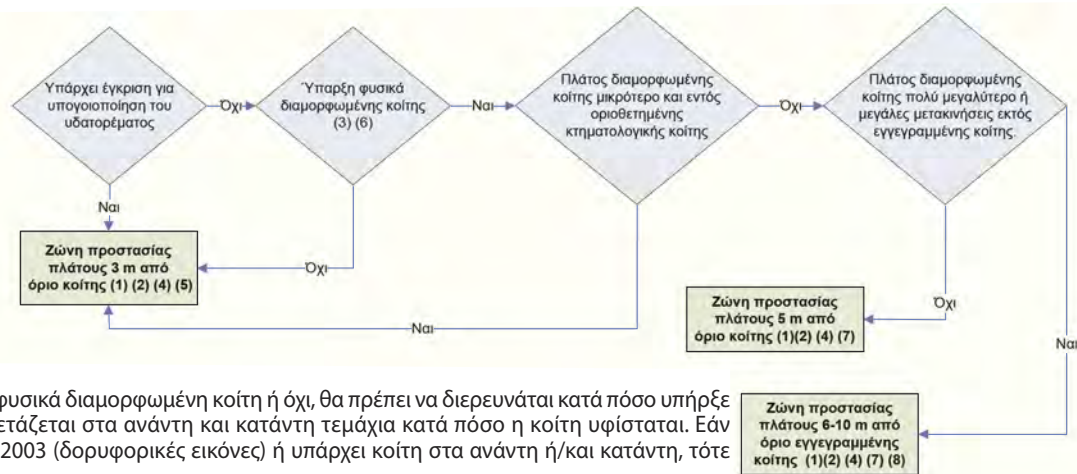 Υπάρχει έγκριση για
υπογοιοποίηση του
υδατορέματος
Όχι
Ύπαρξη φυσικά
διαμορφωμένης κοίτης
(3) (6)
Ναι
Πλάτος διαμορφωμένης
κοίτης μικρότερο και εντός
οριοθετημένης
κτηματολογικής κοίτης
Όχι
Πλάτος διαμορφωμένης
κοίτης πολύ μεγαλύτερο ή
μεγάλες μετακινήσεις εκτός
εγγεγραμμένης κοίτης.
Ναι
Ζώνη προστασίας
πλάτους 3 m από
όριο κοίτης (1) (2) (4) (5)
Όχι
Ναι
Ζώνη προστασίας
πλάτους 5 m από
όριο κοίτης (1)(2) (4) (7)
Όχι
Ναι
Ζώνη προστασίας
πλάτους 6-10 m από
όριο εγγεγραμμένης
κοίτης (1)(2) (4) (7) (8)
φυσικά διαμορφωμένη κοίτη ή όχι, θα πρέπει να διερευνάται κατά πόσο υπήρξε
ετάζεται στα ανάντη και κατάντη τεμάχια κατά πόσο η κοίτη υφίσταται. Εάν
2003 (δορυφορικές εικόνες) ή υπάρχει κοίτη στα ανάντη ή/και κατάντη, τότε